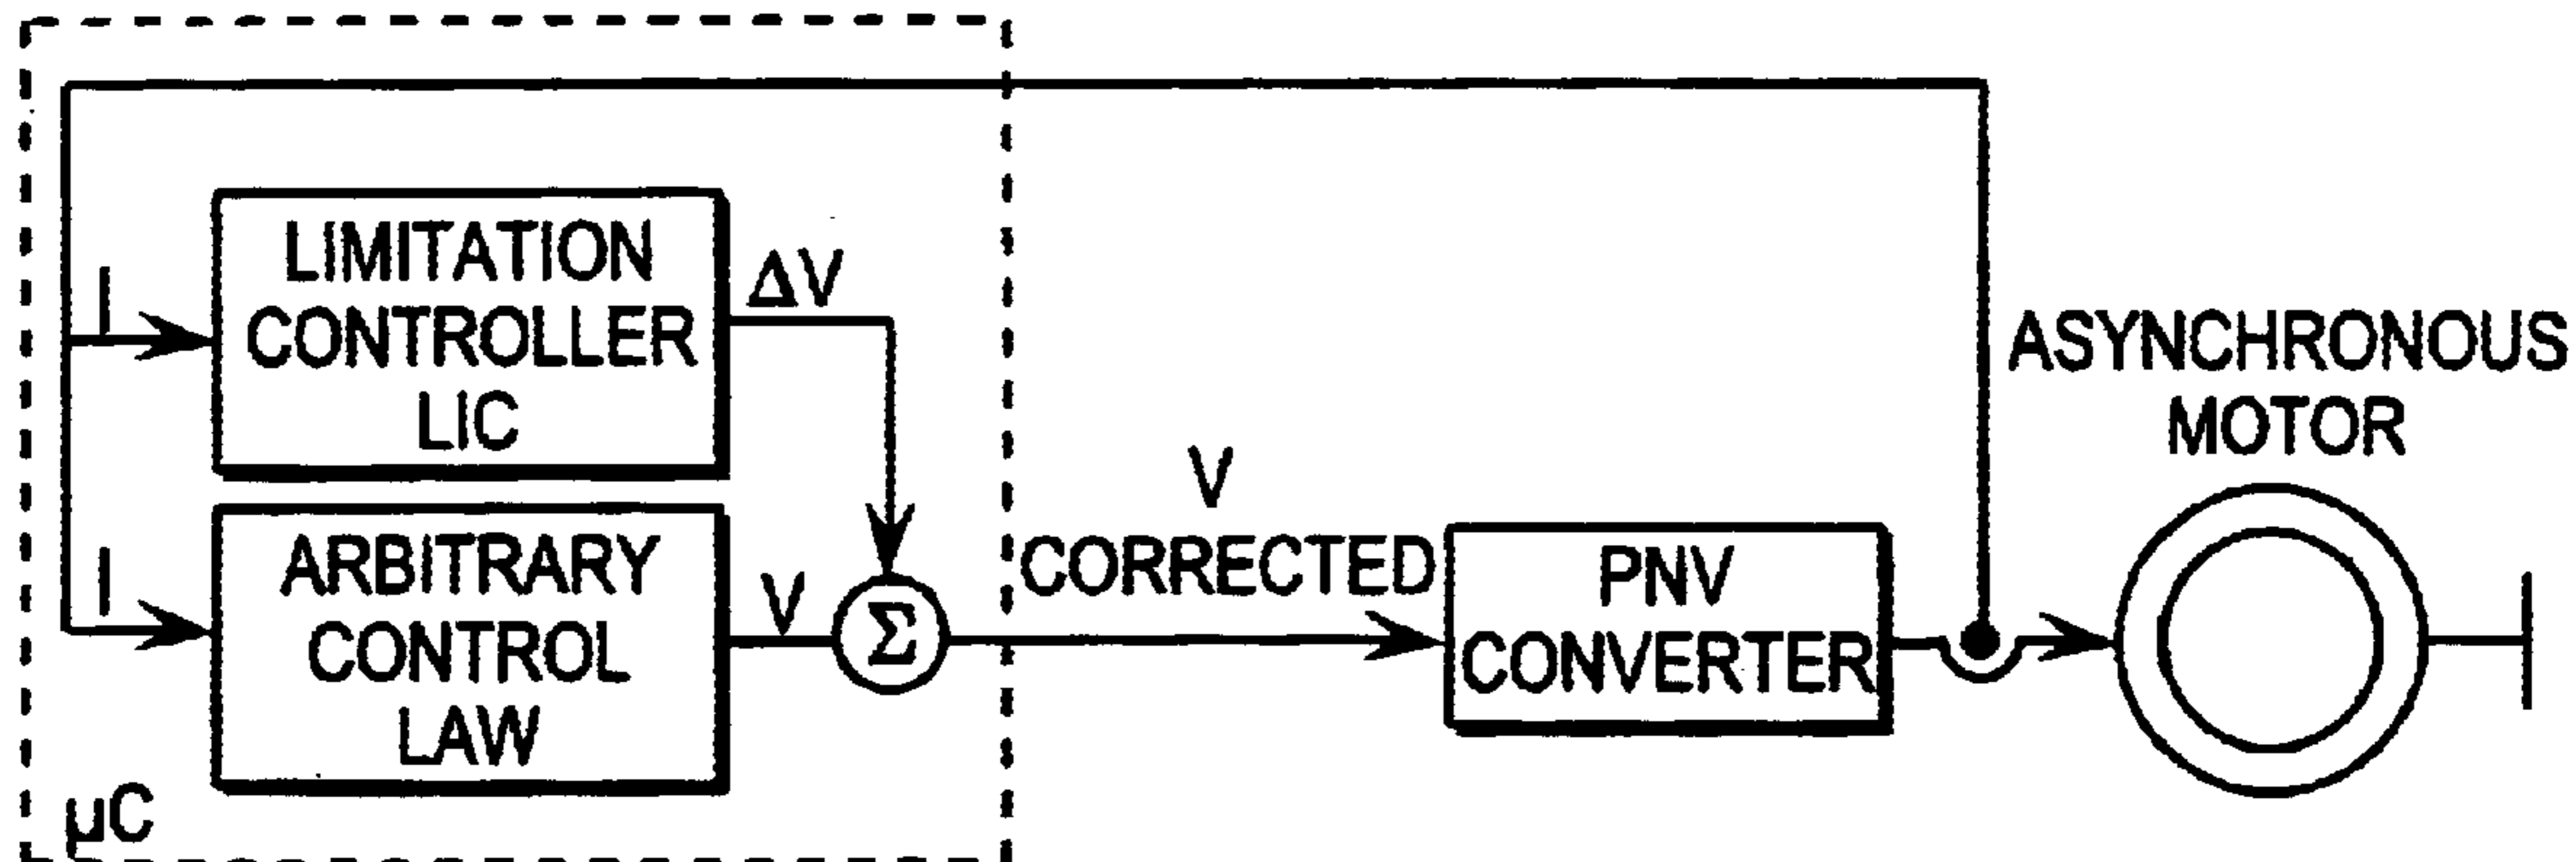 I
LIMITATION
CONTROLLER
LIC
ΔV
I
ARBITRARY
CONTROL
LAW
V
Σ
µC
V
CORRECTED
PNV
CONVERTER
ASYNCHRONOUS
MOTOR